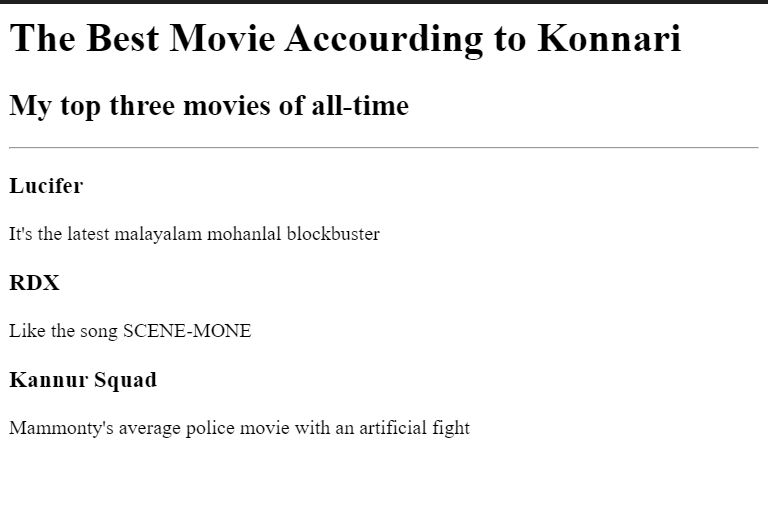 The Best Movie Accourding to Konnari
My top three movies of all-time
Lucifer
It's the latest malayalam mohanlal blockbuster
RDX
Like the song SCENE-MONE
Kannur Squad
Mammonty's average police movie with an artificial fight